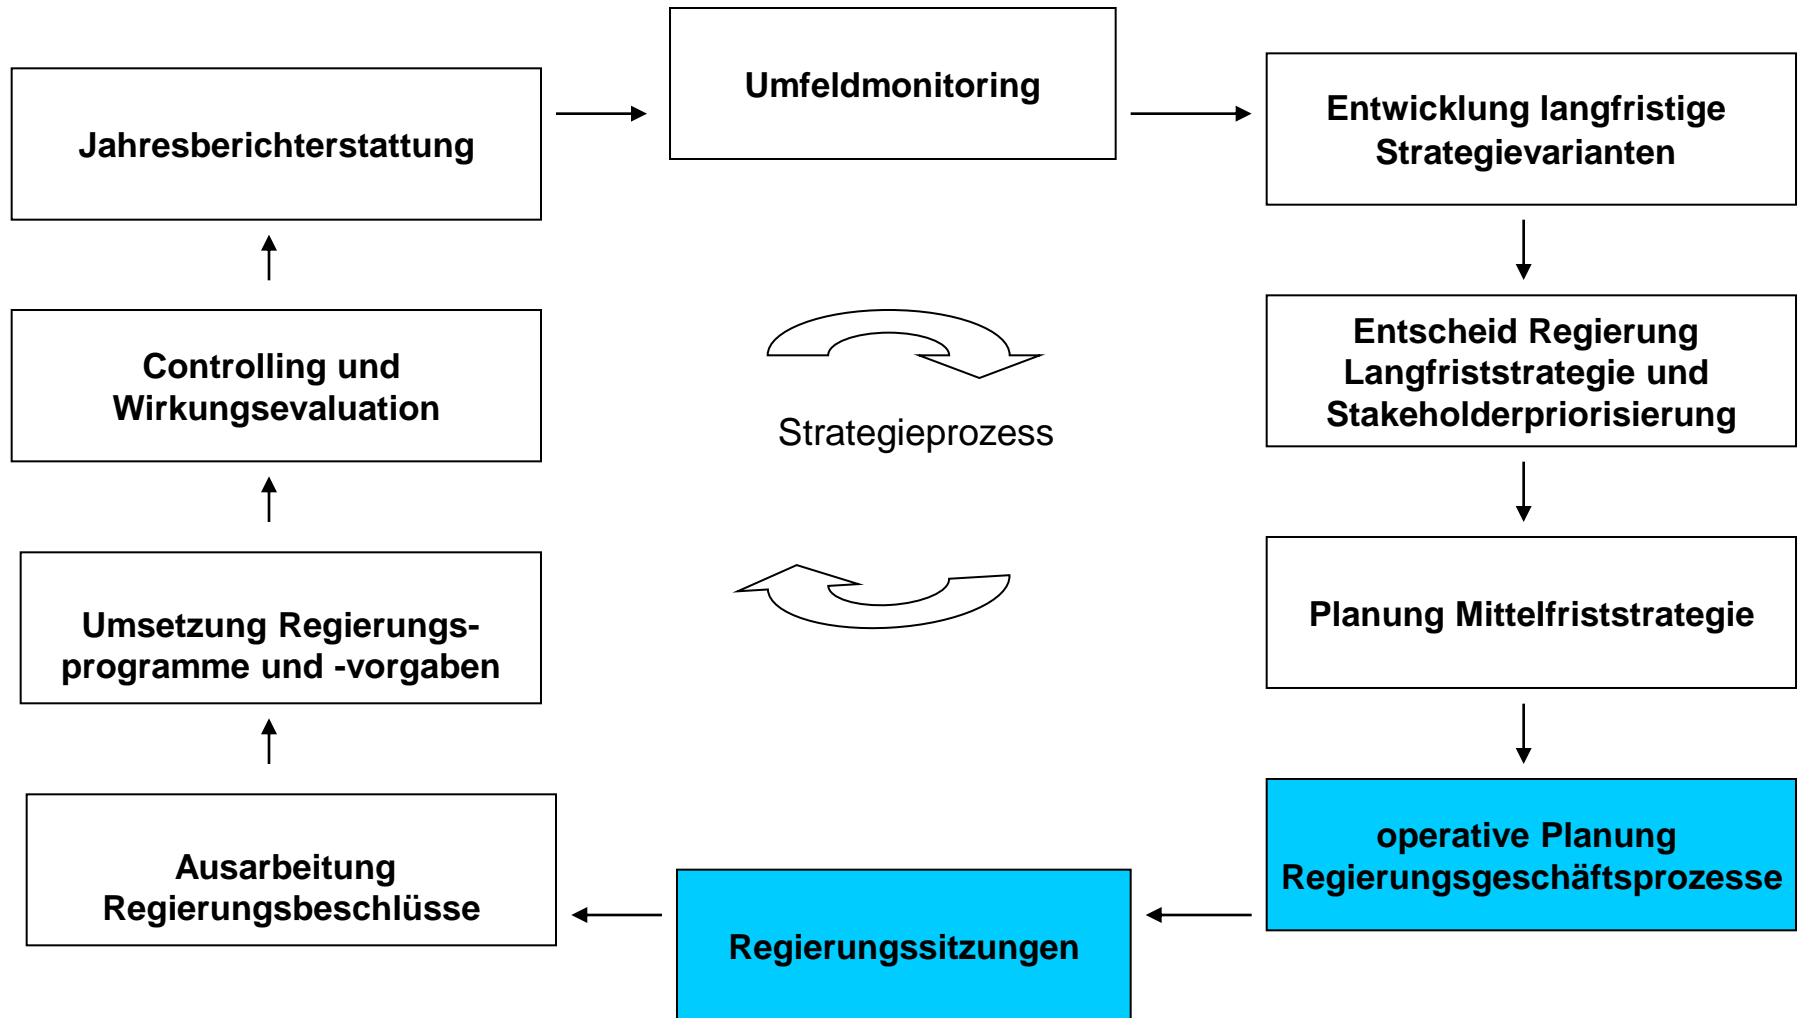 Umfeldmonitoring
Entwicklung langfristige
Strategievarianten
Entscheid Regierung
Langfriststrategie und
Stakeholderpriorisierung
Planung Mittelfriststrategie
operative Planung
Regierungsgeschäftsprozesse
Regierungssitzungen
Ausarbeitung
Regierungsbeschlüsse
Umsetzung Regierungs-
programme und -vorgaben
Controlling und
Wirkungsevaluation
Jahresberichterstattung
Strategieprozess